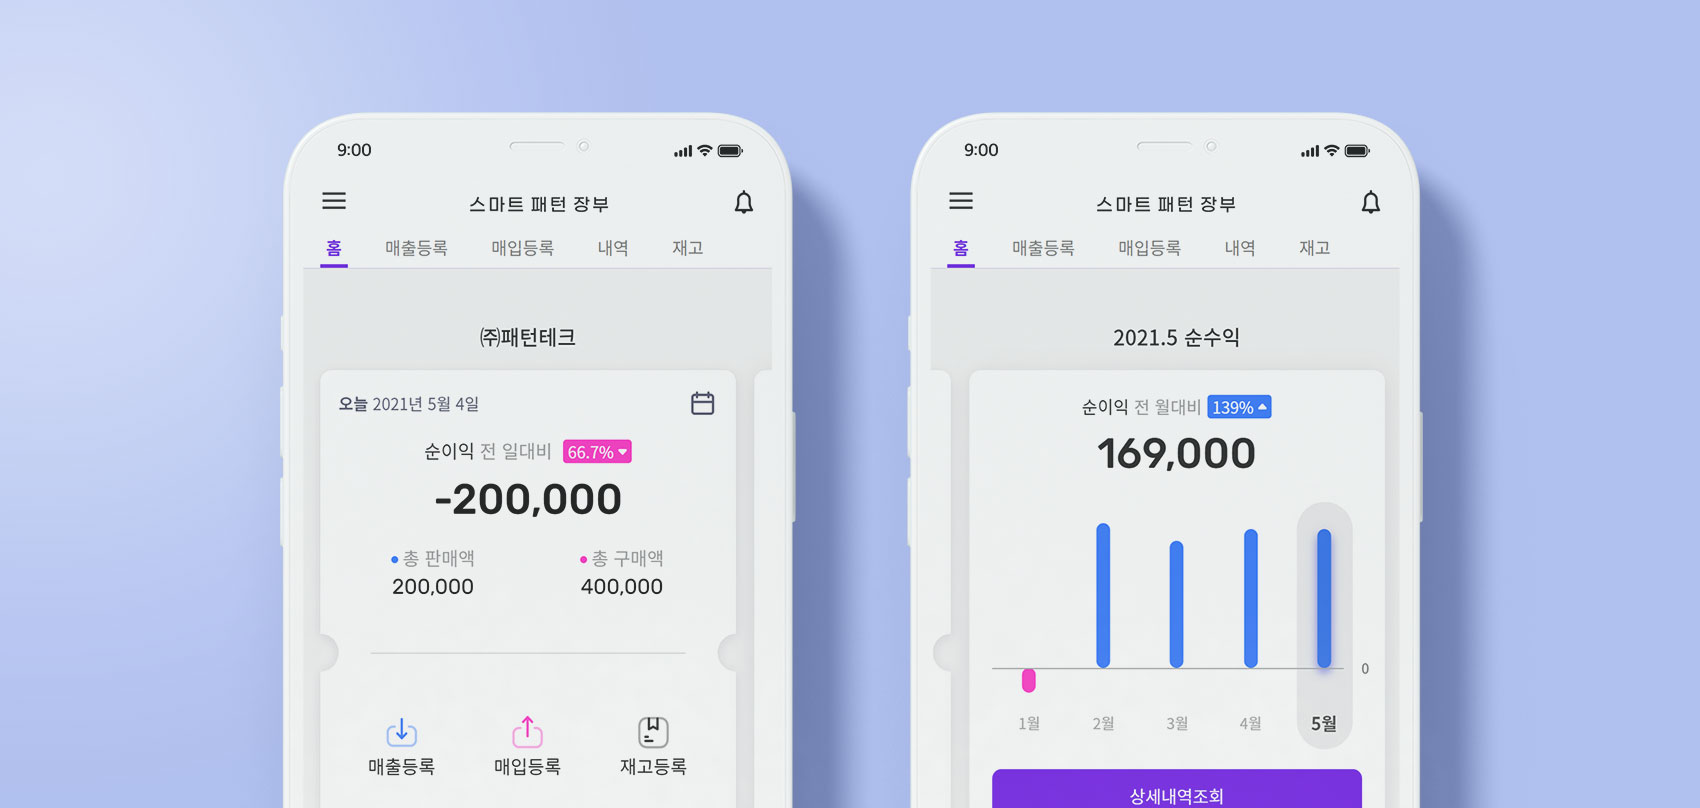 9:00
스마트 패턴 장부
홈 매출등록 매입등록 내역 재고
㈜패턴테크
오늘 2021년 5월 4일
순이익 전 일대비 66.7%
-200,000
총 판매액 총 구매액
200,000 400,000
매출등록 매입등록 재고등록
9:00
스마트 패턴 장부
홈 매출등록 매입등록 내역 재고
2021.5 순수익
순이익 전 월대비 139%
169,000
0
1월 2월 3월 4월 5월
상세내역조회